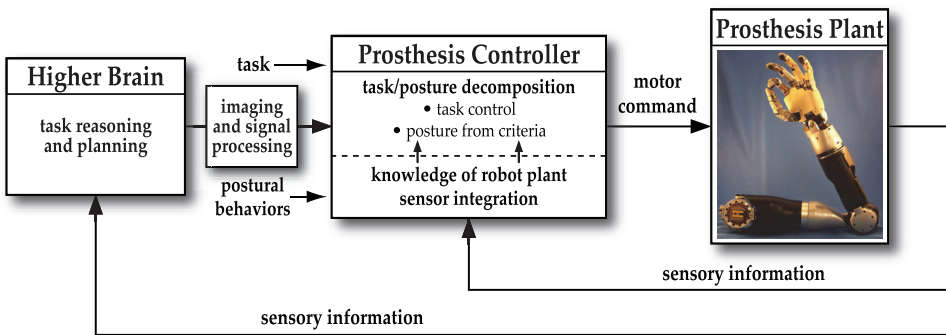 Higher Brain
task reasoning
and planning
imaging
and signal
processing
task
postural
behaviors
Prosthesis Controller
task/posture decomposition
• task control
• posture from criteria
knowledge of robot plant
sensor integration
motor
command
Prosthesis Plant
sensory information
sensory information